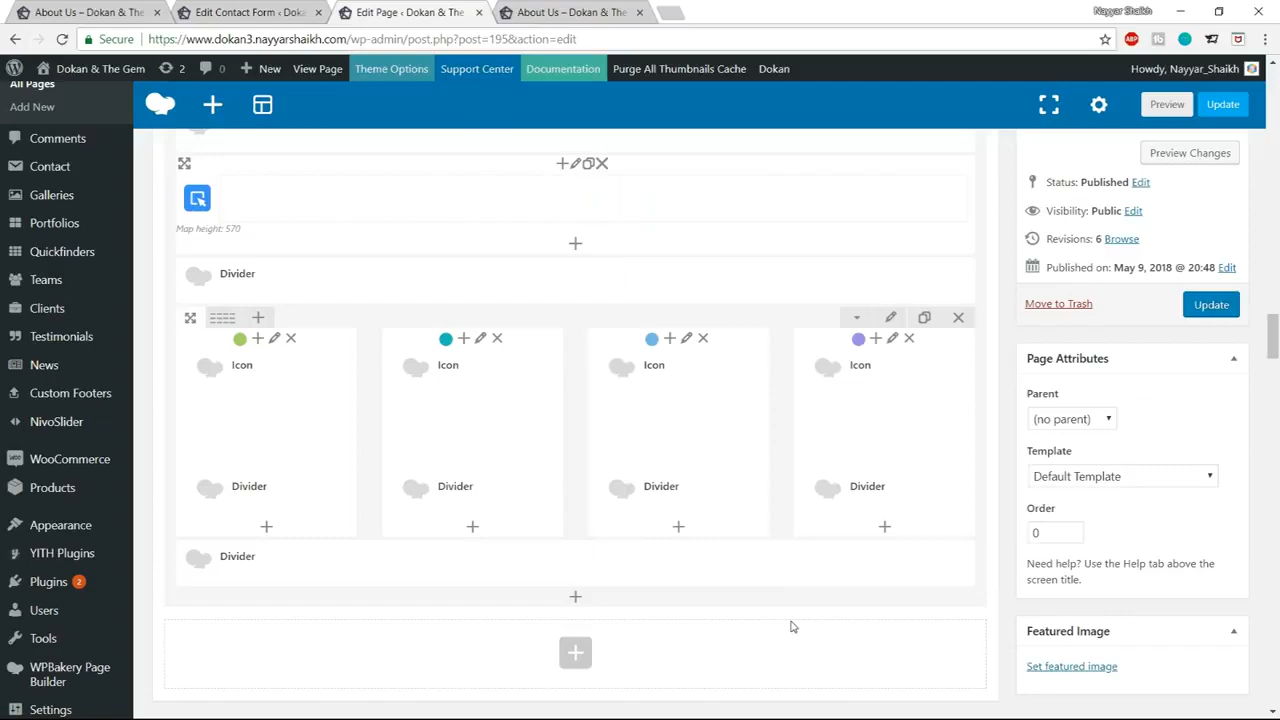 About Us – Dokan & The
Edit Contact Form ‹ Doka
Edit Page ‹ Dokan & The
About Us – Dokan & The
Nayyar Shaikh
Secure
https://www.dokan3.nayyarshaikh.com/wp-admin/post.php?post=195&action=edit
Dokan & The Gem
2
0
New
View Page
Theme Options
Support Center
Documentation
Purge All Thumbnails Cache
Dokan
Howdy, Nayyar_Shaikh
All Pages
Add New
Comments
Contact
Galleries
Portfolios
Quickfinders
Teams
Clients
Testimonials
News
Custom Footers
NivoSlider
WooCommerce
Products
Appearance
YITH Plugins
Plugins 2
Users
Tools
WPBakery Page
Builder
Settings
Preview
Update
Map height: 570
Divider
Icon
Icon
Icon
Icon
Divider
Divider
Divider
Divider
Divider
Preview Changes
Status: Published Edit
Visibility: Public Edit
Revisions: 6 Browse
Published on: May 9, 2018 @ 20:48 Edit
Move to Trash
Update
Page Attributes
Parent
(no parent)
Template
Default Template
Order
0
Need help? Use the Help tab above the
screen title.
Featured Image
Set featured image